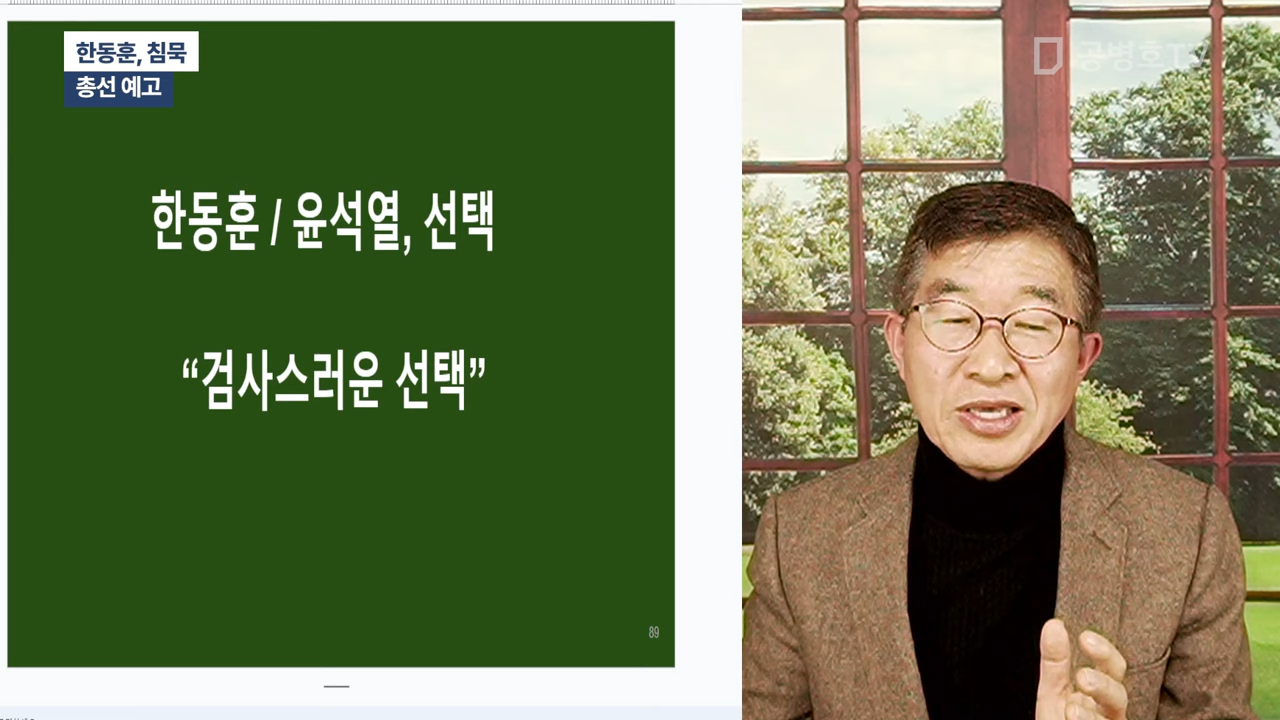 한동훈, 침묵
총선 예고
공병호TV
한동훈 / 윤석열, 선택
“검사스러운 선택”
89